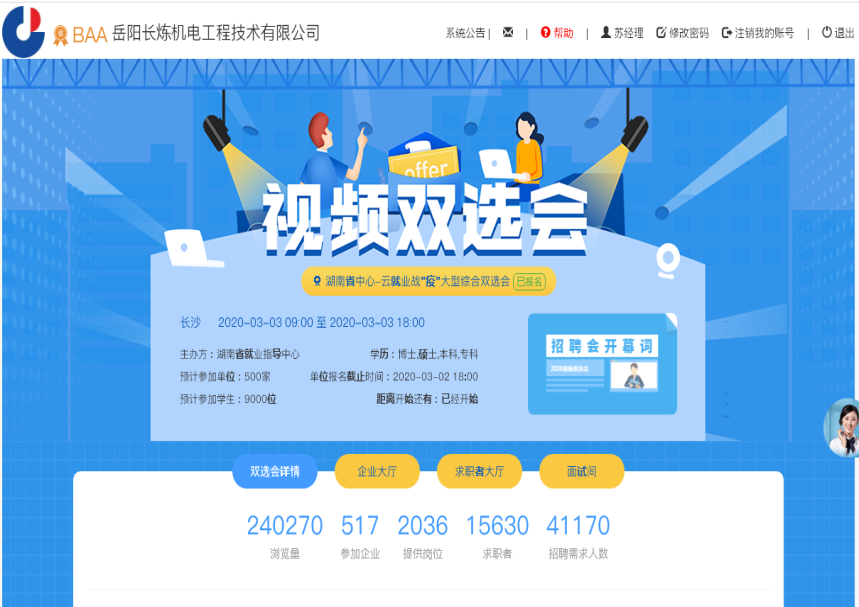 BAA 岳阳长炼机电工程技术有限公司
系统公告 | | 帮助 | 苏经理 修改密码 注销我的账号 | 退出
offer
视频双选会
湖南省中心-云就业战"疫"大型综合双选会 已报名
长沙 2020-03-03 09:00 至 2020-03-03 18:00
主办方：湖南省就业指导中心 学历：博士,硕士,本科,专科
预计参加单位：500家 单位报名截止时间：2020-03-02 18:00
预计参加学生：9000位 距离开始还有：已经开始
招聘会开幕词
双选会详情 企业大厅 求职者大厅 面试间
240270 517 2036 15630 41170
浏览量 参加企业 提供岗位 求职者 招聘需求人数